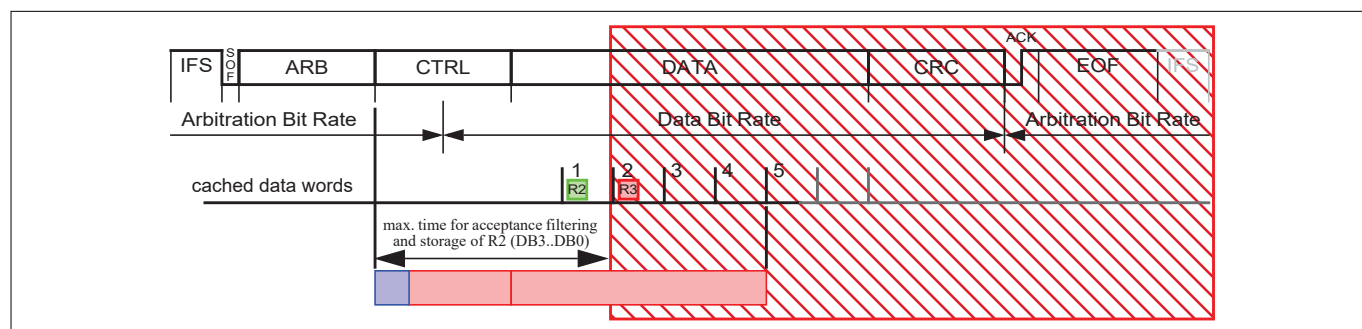 ACK
IFS SOF ARB CTRL DATA CRC EOF IFS
Arbitration Bit Rate Data Bit Rate Arbitration Bit Rate
1 2 3 4 5
cached data words R2 R3
max. time for acceptance filtering
and storage of R2 (DB3..DB0)